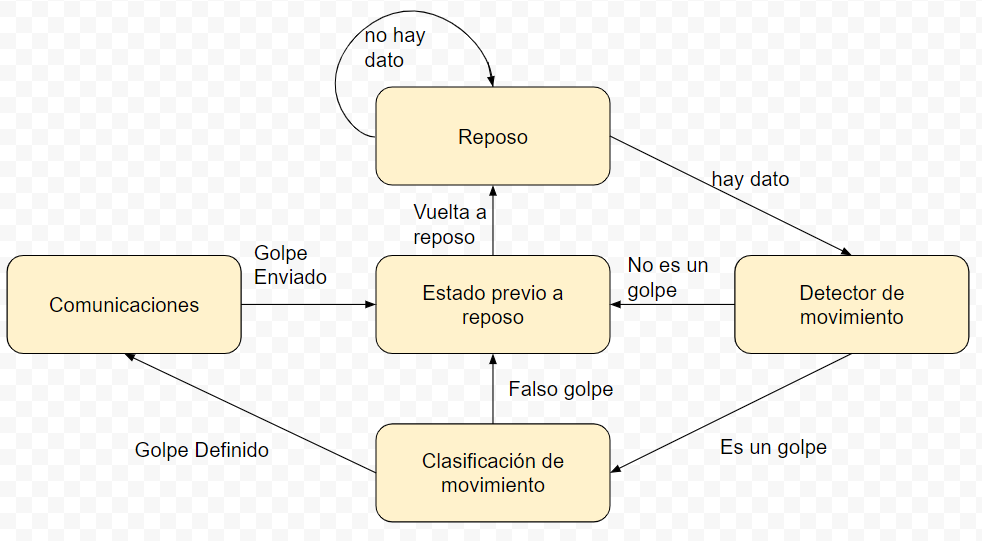 no hay
dato
Reposo
hay dato
Vuelta a
reposo
Golpe
Enviado
No es un
golpe
Comunicaciones
Estado previo a
reposo
Detector de
movimiento
Falso golpe
Golpe Definido
Es un golpe
Clasificación de
movimiento